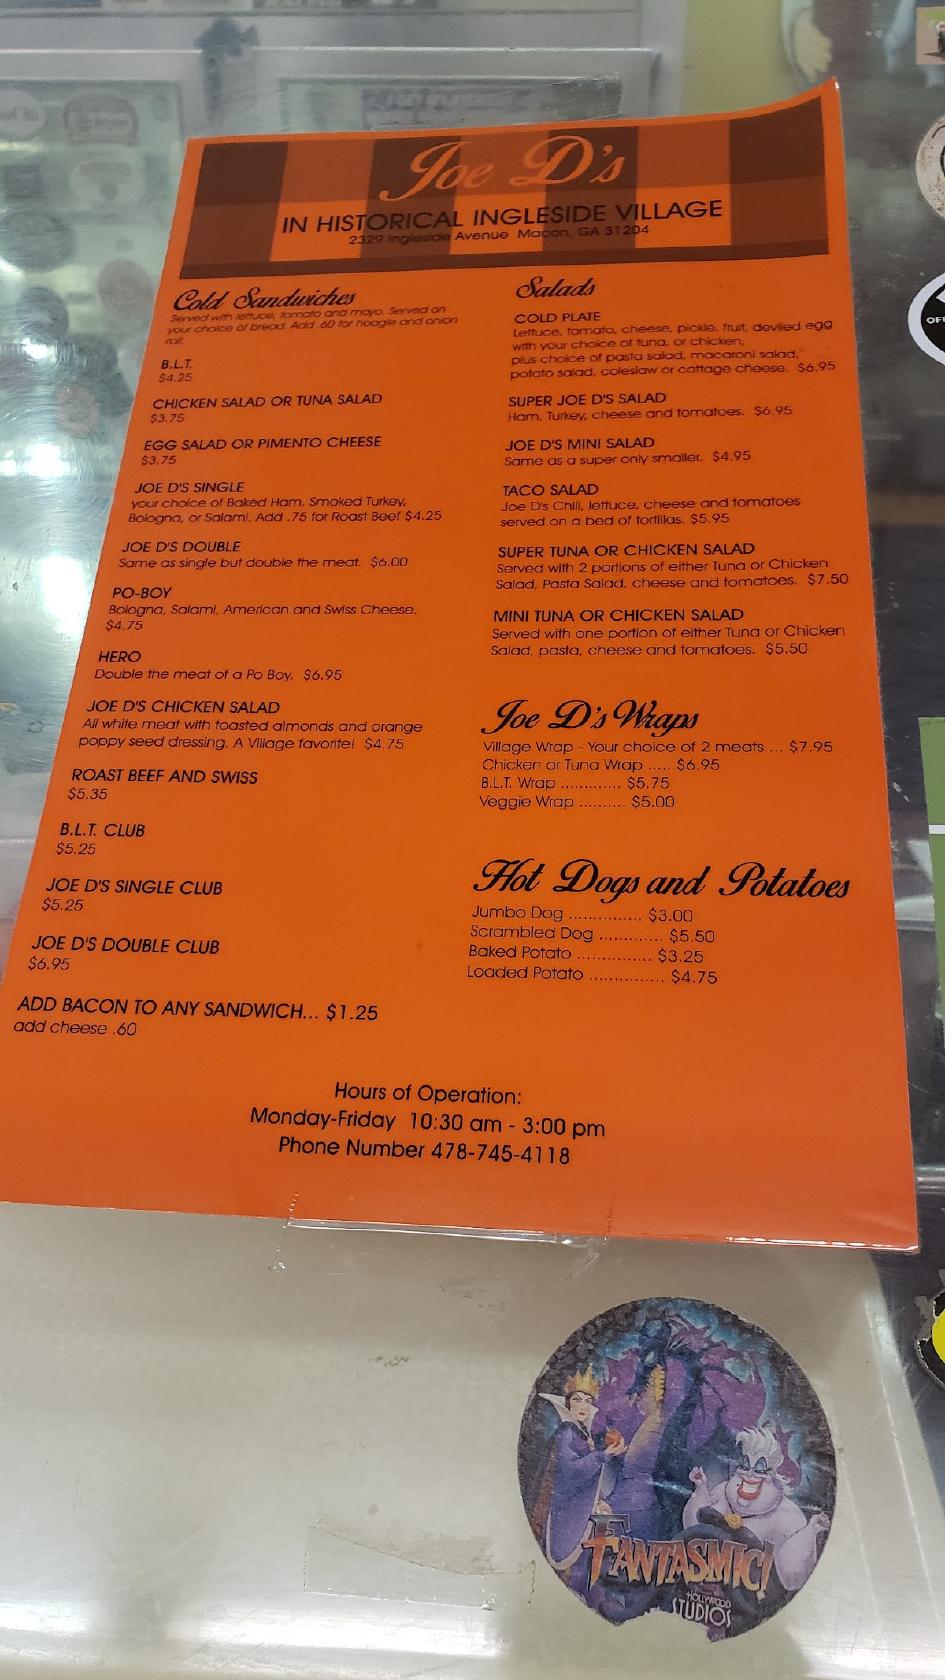 Joe D's
IN HISTORICAL INGLESIDE VILLAGE
2329 Ingleside Avenue Macon, GA 31204
Cold Sandwiches
Served with lettuce, tomato and mayo. Served on
your choice of bread. Add .60 for hoagie and onion
roll.
B.L.T.
$4.25
CHICKEN SALAD OR TUNA SALAD
$3.75
EGG SALAD OR PIMENTO CHEESE
$3.75
JOE D'S SINGLE
your choice of Baked Ham, Smoked Turkey,
Bologna, or Salami. Add .75 for Roast Beef $4.25
JOE D'S DOUBLE
Same as single but double the meat. $6.00
PO-BOY
Bologna, Salami, American and Swiss Cheese.
$4.75
HERO
Double the meat of a Po Boy. $6.95
JOE D'S CHICKEN SALAD
All white meat with toasted almonds and orange
poppy seed dressing. A Village favorite! $4.75
ROAST BEEF AND SWISS
$5.35
B.L.T. CLUB
$5.25
JOE D'S SINGLE CLUB
$5.25
JOE D'S DOUBLE CLUB
$6.95
ADD BACON TO ANY SANDWICH... $1.25
add cheese .60
Salads
COLD PLATE
Lettuce, tomato, cheese, pickle, fruit, deviled egg
with your choice of tuna, or chicken,
plus choice of pasta salad, macaroni salad,
potato salad, coleslaw or cottage cheese. $6.95
SUPER JOE D'S SALAD
Ham, Turkey, cheese and tomatoes. $6.95
JOE D'S MINI SALAD
Same as a super only smaller. $4.95
TACO SALAD
Joe D's Chili, lettuce, cheese and tomatoes
served on a bed of tortillas. $5.95
SUPER TUNA OR CHICKEN SALAD
Served with 2 portions of either Tuna or Chicken
Salad, Pasta Salad, cheese and tomatoes. $7.50
MINI TUNA OR CHICKEN SALAD
Served with one portion of either Tuna or Chicken
Salad, pasta, cheese and tomatoes. $5.50
Joe D's Wraps
Village Wrap - Your choice of 2 meats ... $7.95
Chicken or Tuna Wrap ..... $6.95
B.L.T. Wrap ............. $5.75
Veggie Wrap .......... $5.00
Hot Dogs and Potatoes
Jumbo Dog ............... $3.00
Scrambled Dog ............. $5.50
Baked Potato ................ $3.25
Loaded Potato ................ $4.75
Hours of Operation:
Monday-Friday 10:30 am - 3:00 pm
Phone Number 478-745-4118
FANTASMIC!
HOLLYWOOD
STUDIOS